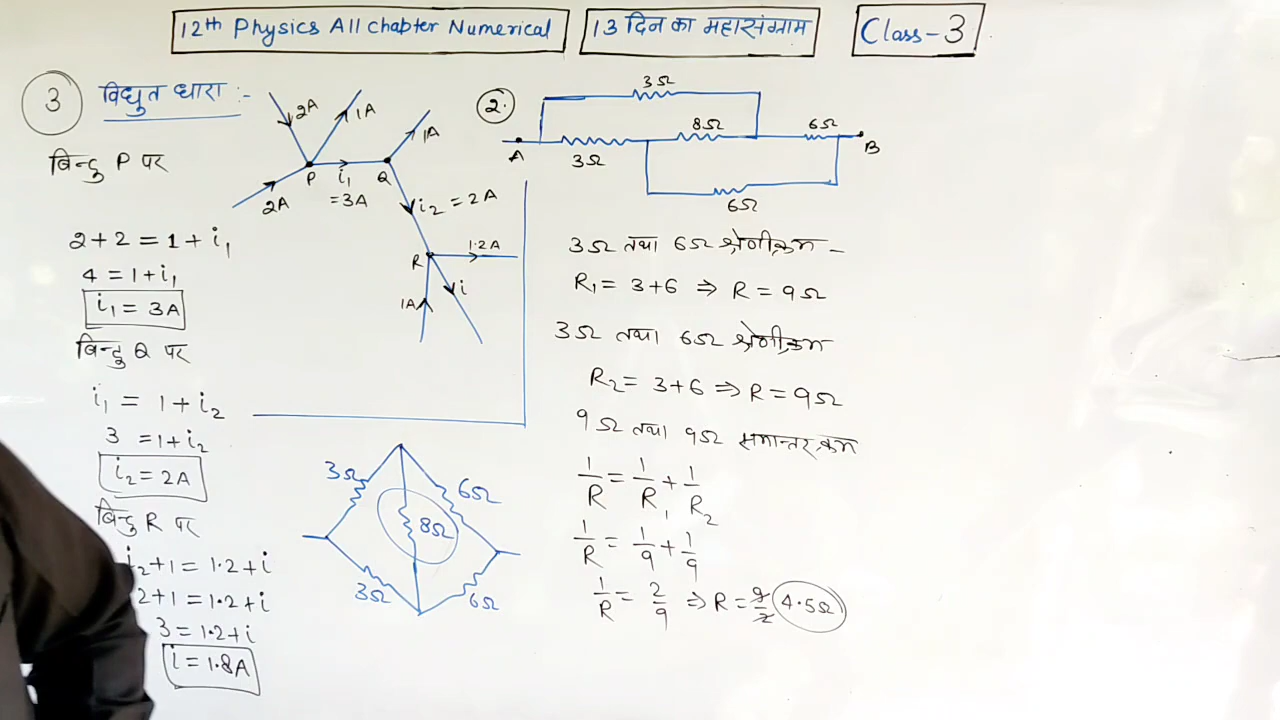 12th Physics All Chapter Numerical
13 दिन का महासंग्राम
Class-3
3
विधुत धारा :-
2A
1A
1A
P
i₁
= 3A
Q
2A
i₂ = 2A
R
1.2A
i
1A
बिन्दु P पर
2+2 = 1+i₁
4 = 1+i₁
i₁ = 3A
बिन्दु Q पर
i₁ = 1+i₂
3 = 1+i₂
i₂ = 2A
बिन्दु R पर
i₂+1 = 1.2+i
2+1 = 1.2+i
3 = 1.2+i
i = 1.8A
2.
3Ω
8Ω
6Ω
A
3Ω
B
6Ω
3Ω तथा 6Ω श्रेणीक्रम -
R₁ = 3+6 ⇒ R = 9Ω
3Ω तथा 6Ω श्रेणीक्रम
R₂ = 3+6 ⇒ R = 9Ω
9Ω तथा 9Ω समान्तर क्रम
1/R = 1/R₁ + 1/R₂
1/R = 1/9 + 1/9
1/R = 2/9 ⇒ R = 9/2 4.5Ω
3Ω
6Ω
8Ω
3Ω
6Ω